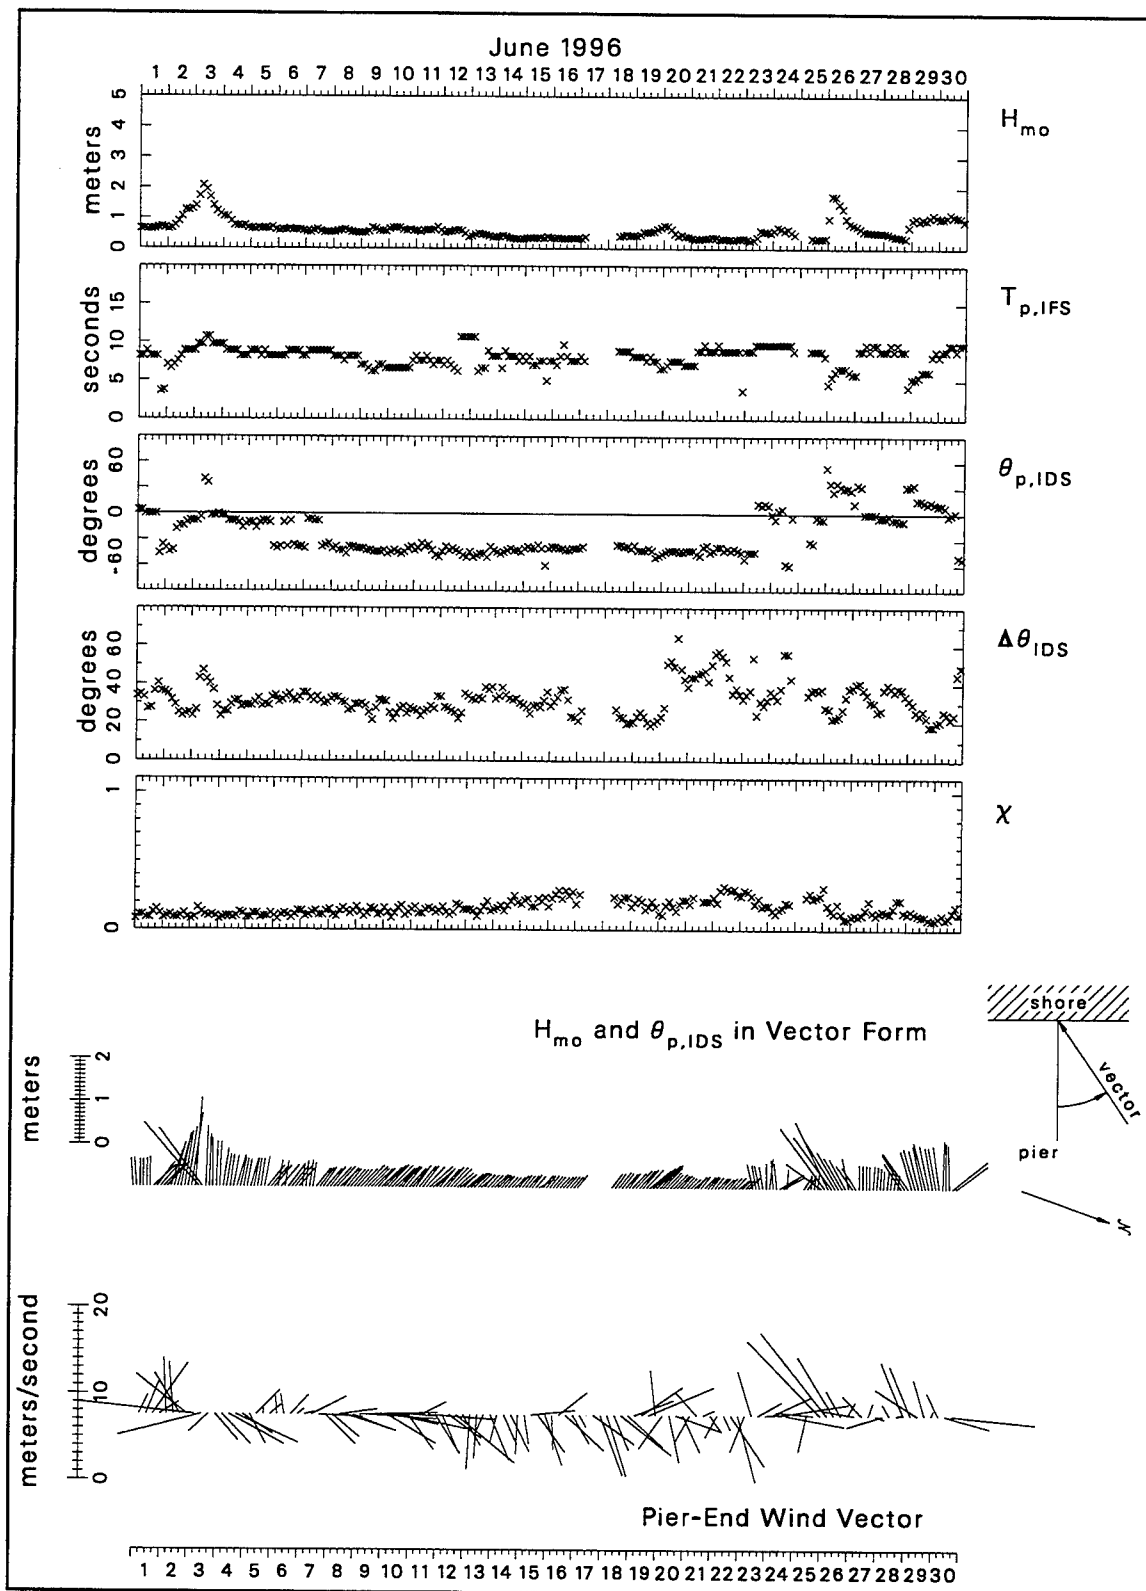 June 1996
1 2 3 4 5 6 7 8 9 10 11 12 13 14 15 16 17 18 19 20 21 22 23 24 25 26 27 28 29 30
5
4
3
2
1
0
meters
H mo
15
10
5
0
seconds
T p,IFS
60
0
-60
degrees
θ p,IDS
60
40
20
0
degrees
Δθ IDS
1
0
χ
shore
H mo and θ p,IDS in Vector Form
vector
pier
N
2
1
0
meters
20
10
0
meters/second
Pier-End Wind Vector
1 2 3 4 5 6 7 8 9 10 11 12 13 14 15 16 17 18 19 20 21 22 23 24 25 26 27 28 29 30